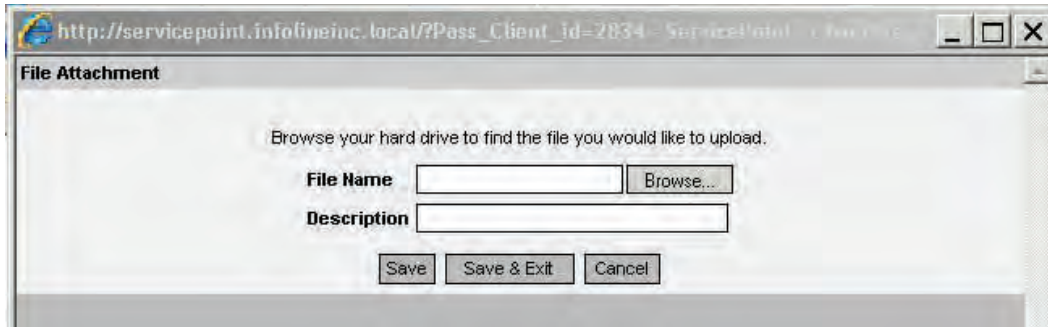 http://servicepoint.infolineinc.local/?Pass_Client_id=2834 - ServicePoint -
File Attachment
Browse your hard drive to find the file you would like to upload.
File Name Browse...
Description
Save Save & Exit Cancel